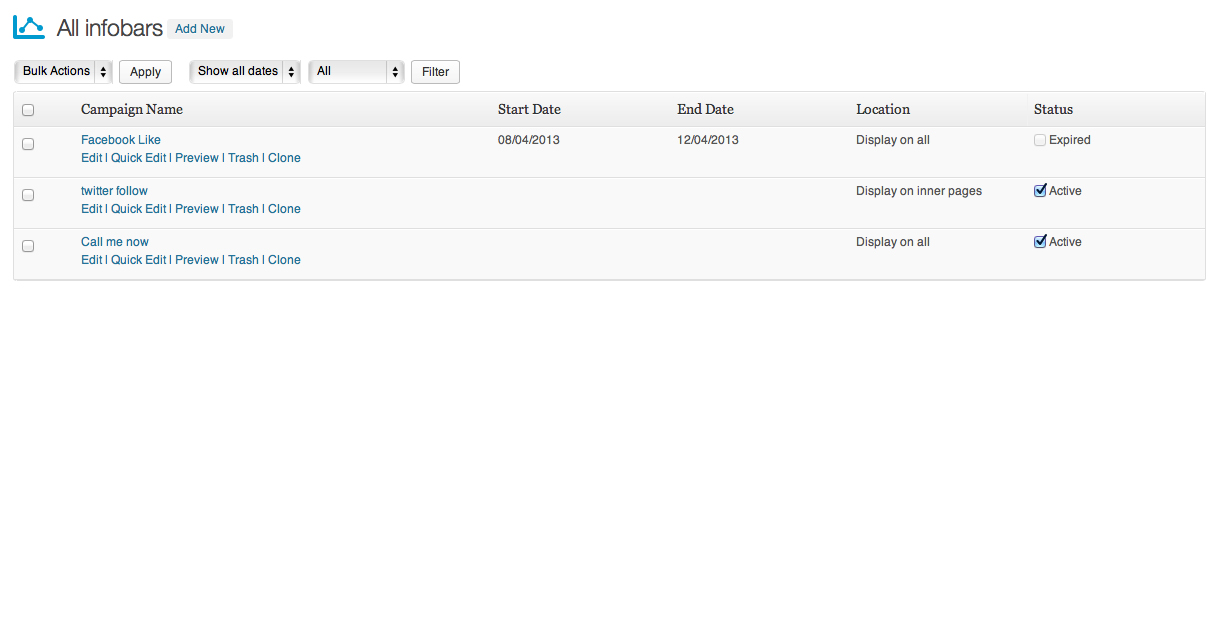 All infobars Add New
Bulk Actions Apply Show all dates All Filter
Campaign Name Start Date End Date Location Status
Facebook Like 08/04/2013 12/04/2013 Display on all Expired
Edit | Quick Edit | Preview | Trash | Clone
twitter follow Display on inner pages Active
Edit | Quick Edit | Preview | Trash | Clone
Call me now Display on all Active
Edit | Quick Edit | Preview | Trash | Clone